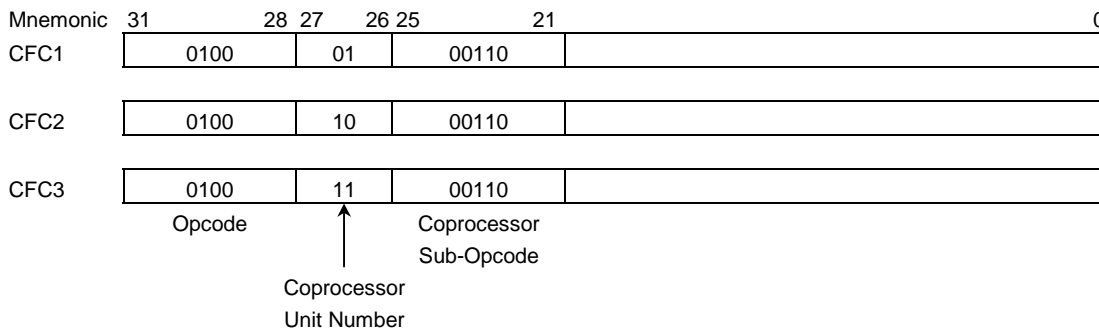 Mnemonic 31 28 27 26 25 21 0
CFC1 0100 01 00110
CFC2 0100 10 00110
CFC3 0100 11 00110
Opcode Coprocessor
Sub-Opcode
Coprocessor
Unit Number